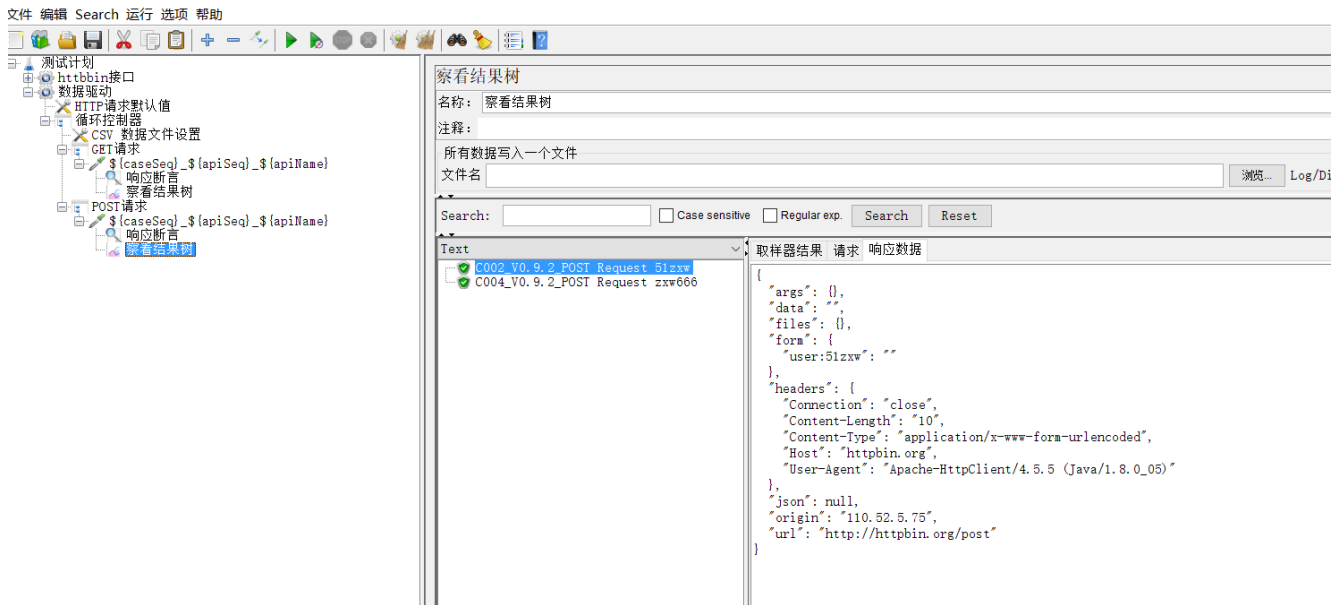 文件 编辑 Search 运行 选项 帮助
测试计划
httbbin接口
数据驱动
HTTP请求默认值
循环控制器
CSV 数据文件设置
GET请求
${caseSeq}_${apiSeq}_${apiName}
响应断言
察看结果树
POST请求
${caseSeq}_${apiSeq}_${apiName}
响应断言
察看结果树
察看结果树
名称： 察看结果树
注释：
所有数据写入一个文件
文件名 浏览... Log/Di
Search: Case sensitive Regular exp. Search Reset
Text
C002_V0.9.2_POST Request 51zxw
C004_V0.9.2_POST Request zxw666
取样器结果 请求 响应数据
{
"args": {},
"data": "",
"files": {},
"form": {
"user:51zxw": ""
},
"headers": {
"Connection": "close",
"Content-Length": "10",
"Content-Type": "application/x-www-form-urlencoded",
"Host": "httpbin.org",
"User-Agent": "Apache-HttpClient/4.5.5 (Java/1.8.0_05)"
},
"json": null,
"origin": "110.52.5.75",
"url": "http://httpbin.org/post"
}